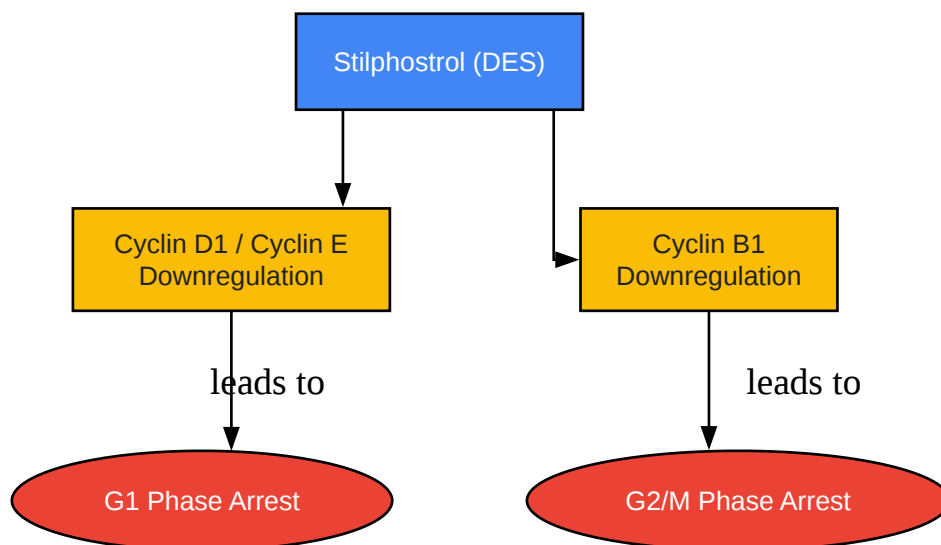 Stilphostrol (DES)
Cyclin D1 / Cyclin E
Downregulation
Cyclin B1
Downregulation
leads to
leads to
G1 Phase Arrest
G2/M Phase Arrest